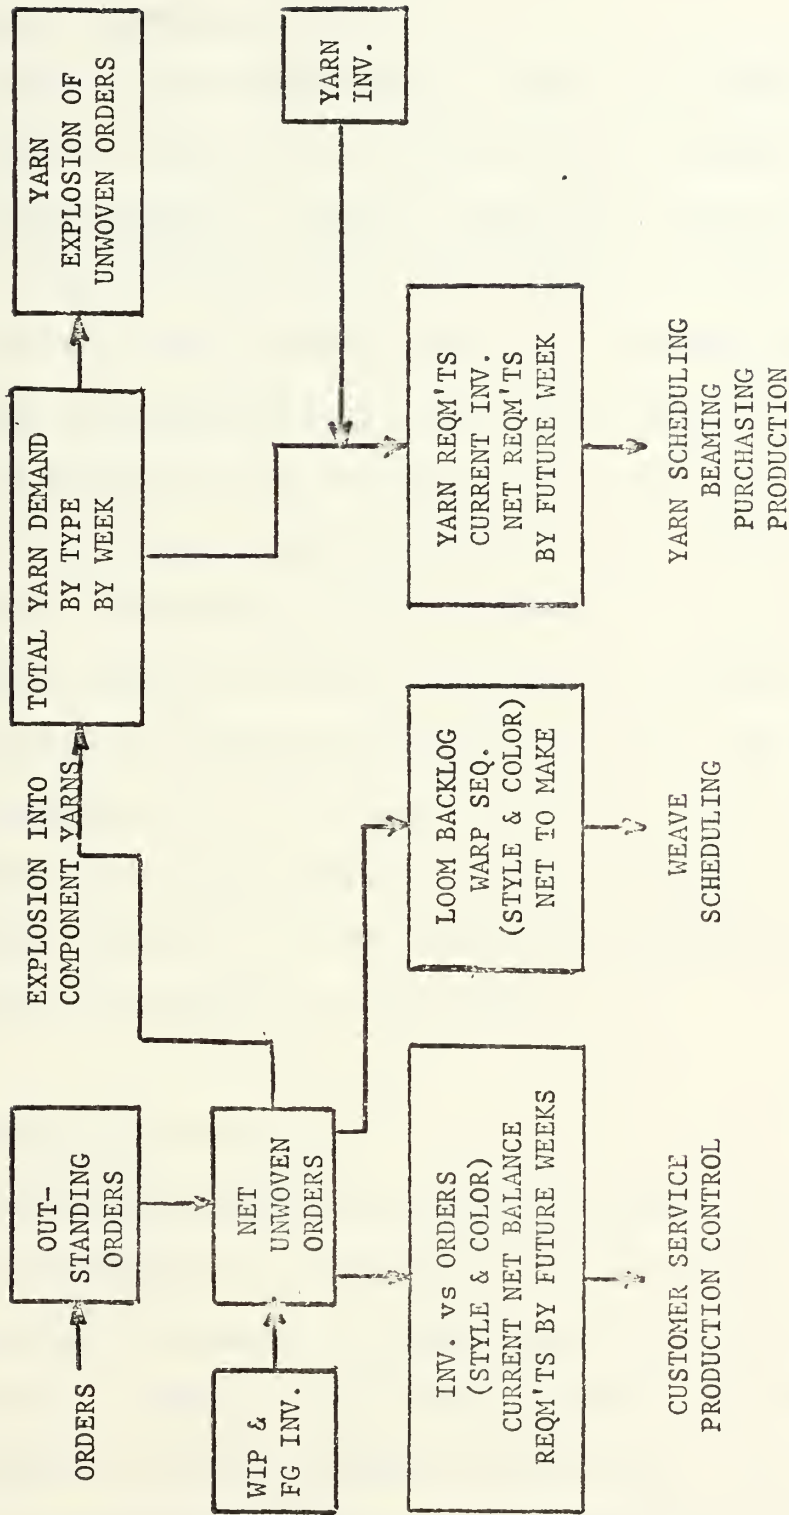 ORDERS
OUT-
STANDING
ORDERS
EXPLOSION INTO
COMPONENT YARNS
TOTAL YARN DEMAND
BY TYPE
BY WEEK
YARN
EXPLOSION OF
UNWOVEN ORDERS
WIP &
FG INV.
NET
UNWOVEN
ORDERS
YARN
INV.
INV. vs ORDERS
(STYLE & COLOR)
CURRENT NET BALANCE
REQM'TS BY FUTURE WEEKS
LOOM BACKLOG
WARP SEQ.
(STYLE & COLOR)
NET TO MAKE
YARN REQM'TS
CURRENT INV.
NET REQM'TS
BY FUTURE WEEK
CUSTOMER SERVICE
PRODUCTION CONTROL
WEAVE
SCHEDULING
YARN SCHEDULING
BEAMING
PURCHASING
PRODUCTION